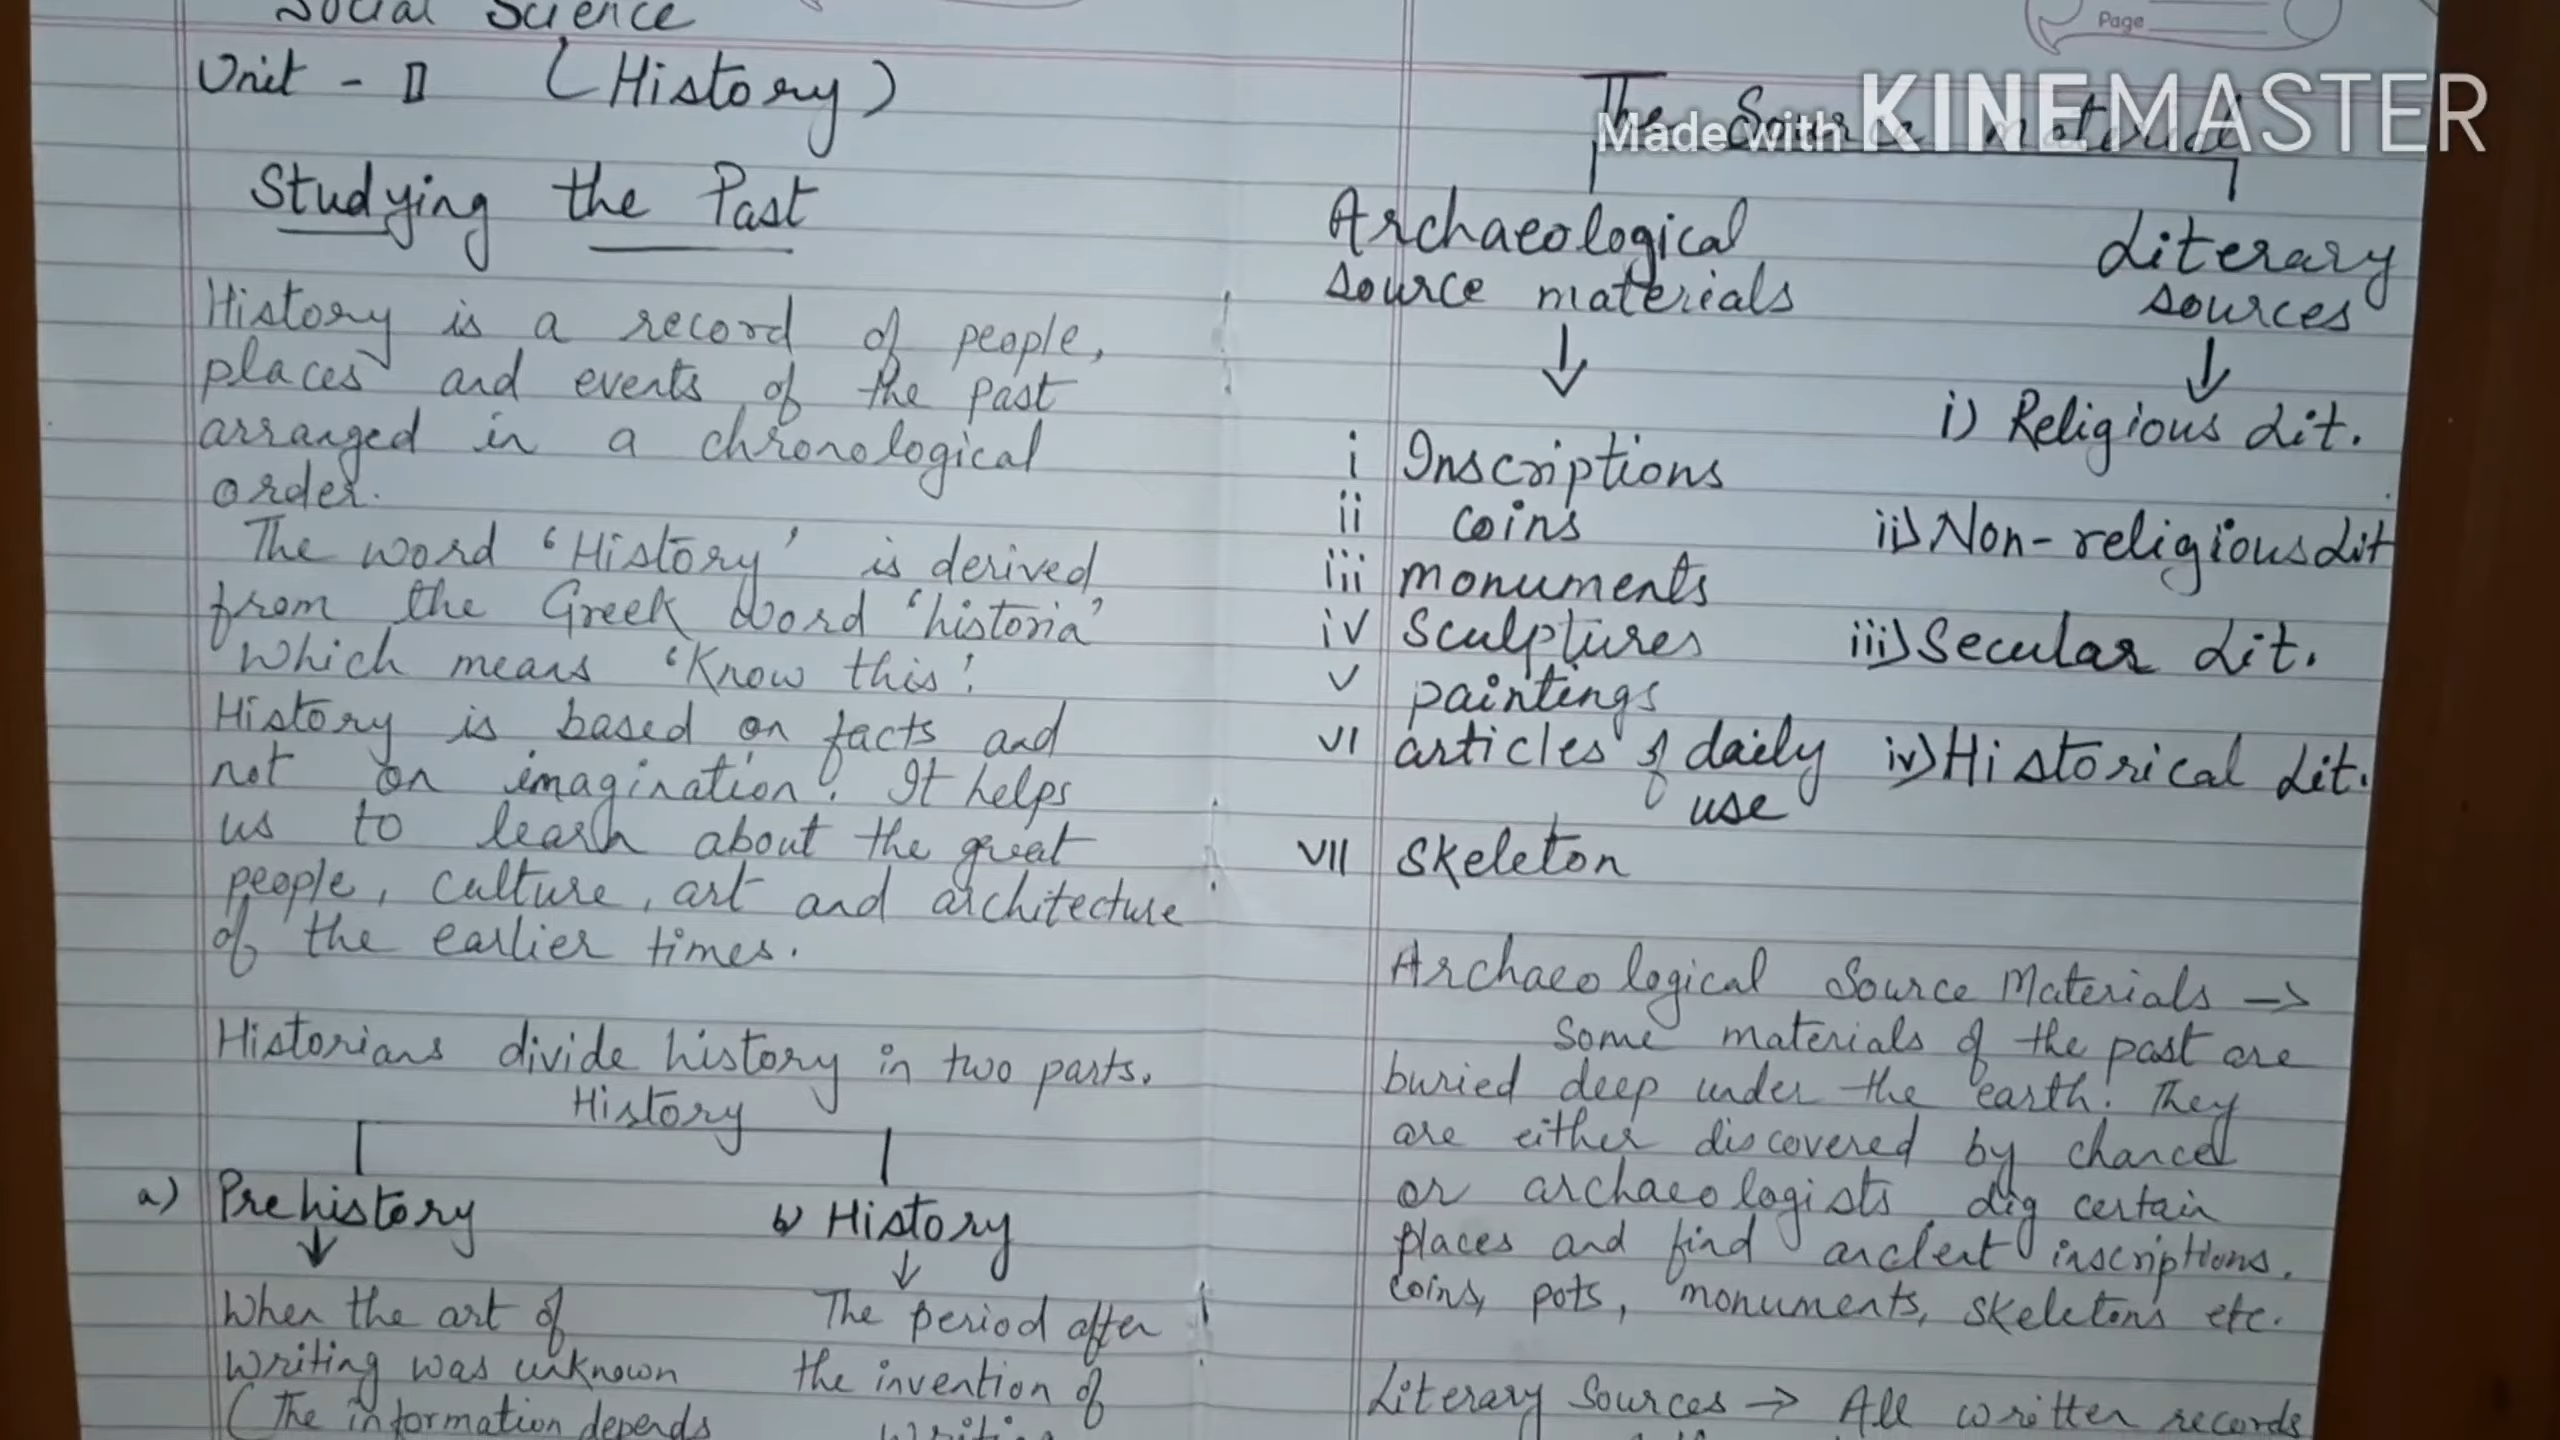 Social Science
Unit - II (History)
Studying the Past
History is a record of people,
places and events of the past
arranged in a chronological
order.
The word 'History' is derived
from the Greek word 'historia'
which means 'Know this'.
History is based on facts and
not on imagination. It helps
us to learn about the great
people, culture, art and architecture
of the earlier times.
Historians divide history in two parts.
History
a) Prehistory
When the art of
writing was unknown
(The information depends
b) History
The period after
the invention of
Page
Made with KINEMASTER
The Source material
Archaeological
source materials
i Inscriptions
ii coins
iii monuments
iv sculptures
v paintings
VI articles of daily
use
VII skeleton
Literary
sources
i) Religious Lit.
ii) Non-religious Lit
iii) Secular Lit.
iv) Historical Lit.
Archaeological Source Materials →
Some materials of the past are
buried deep under the earth. They
are either discovered by chance
or archaeologists dig certain
places and find ancient inscriptions,
coins, pots, monuments, skeletons etc.
Literary Sources → All written records